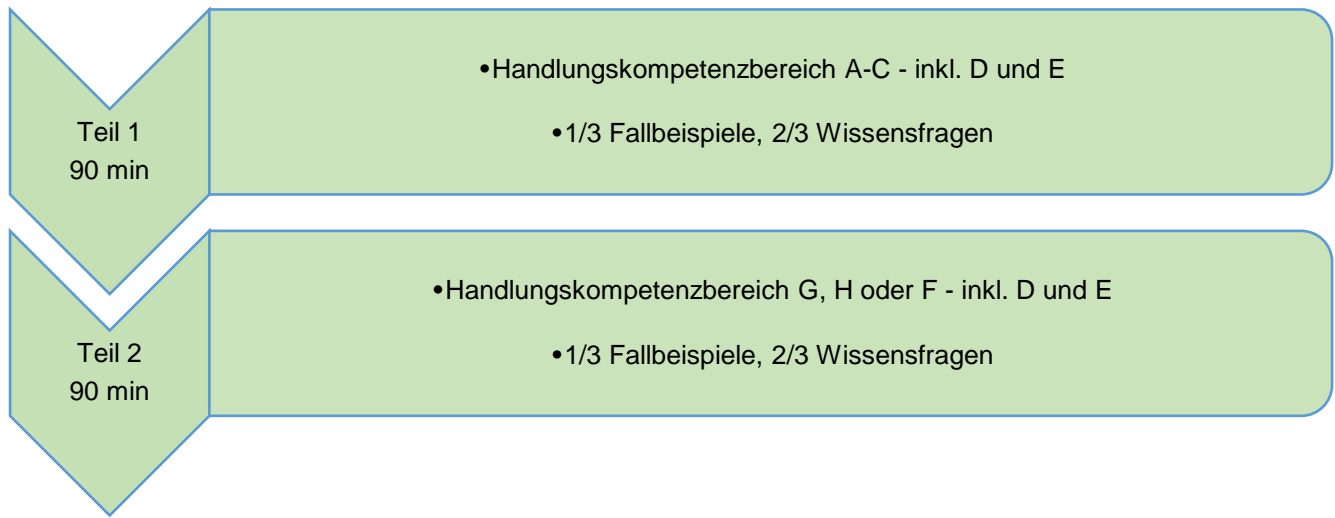 Teil 1
90 min
•Handlungskompetenzbereich A-C - inkl. D und E
•1/3 Fallbeispiele, 2/3 Wissensfragen
Teil 2
90 min
•Handlungskompetenzbereich G, H oder F - inkl. D und E
•1/3 Fallbeispiele, 2/3 Wissensfragen